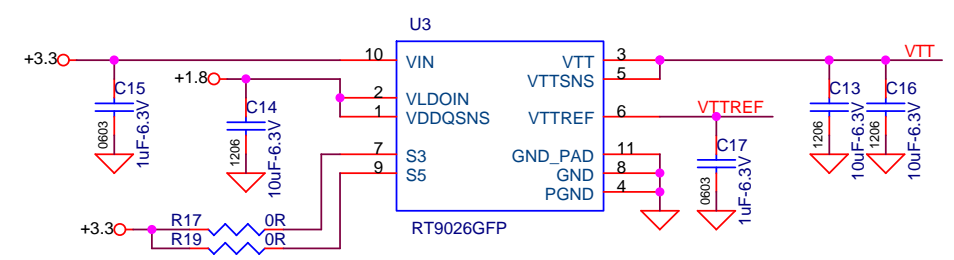 U3
+3.3
10
VIN
VTT
3
VTT
VTTSNS
5
+1.8
C15
1uF-6.3V
0603
C14
10uF-6.3V
1206
2
VLDOIN
1
VDDQSNS
VTTREF
6
VTTREF
C13
10uF-6.3V
1206
C16
10uF-6.3V
1206
C17
1uF-6.3V
0603
7
S3
9
S5
GND_PAD
11
GND
8
PGND
4
+3.3
R17
0R
R19
0R
RT9026GFP